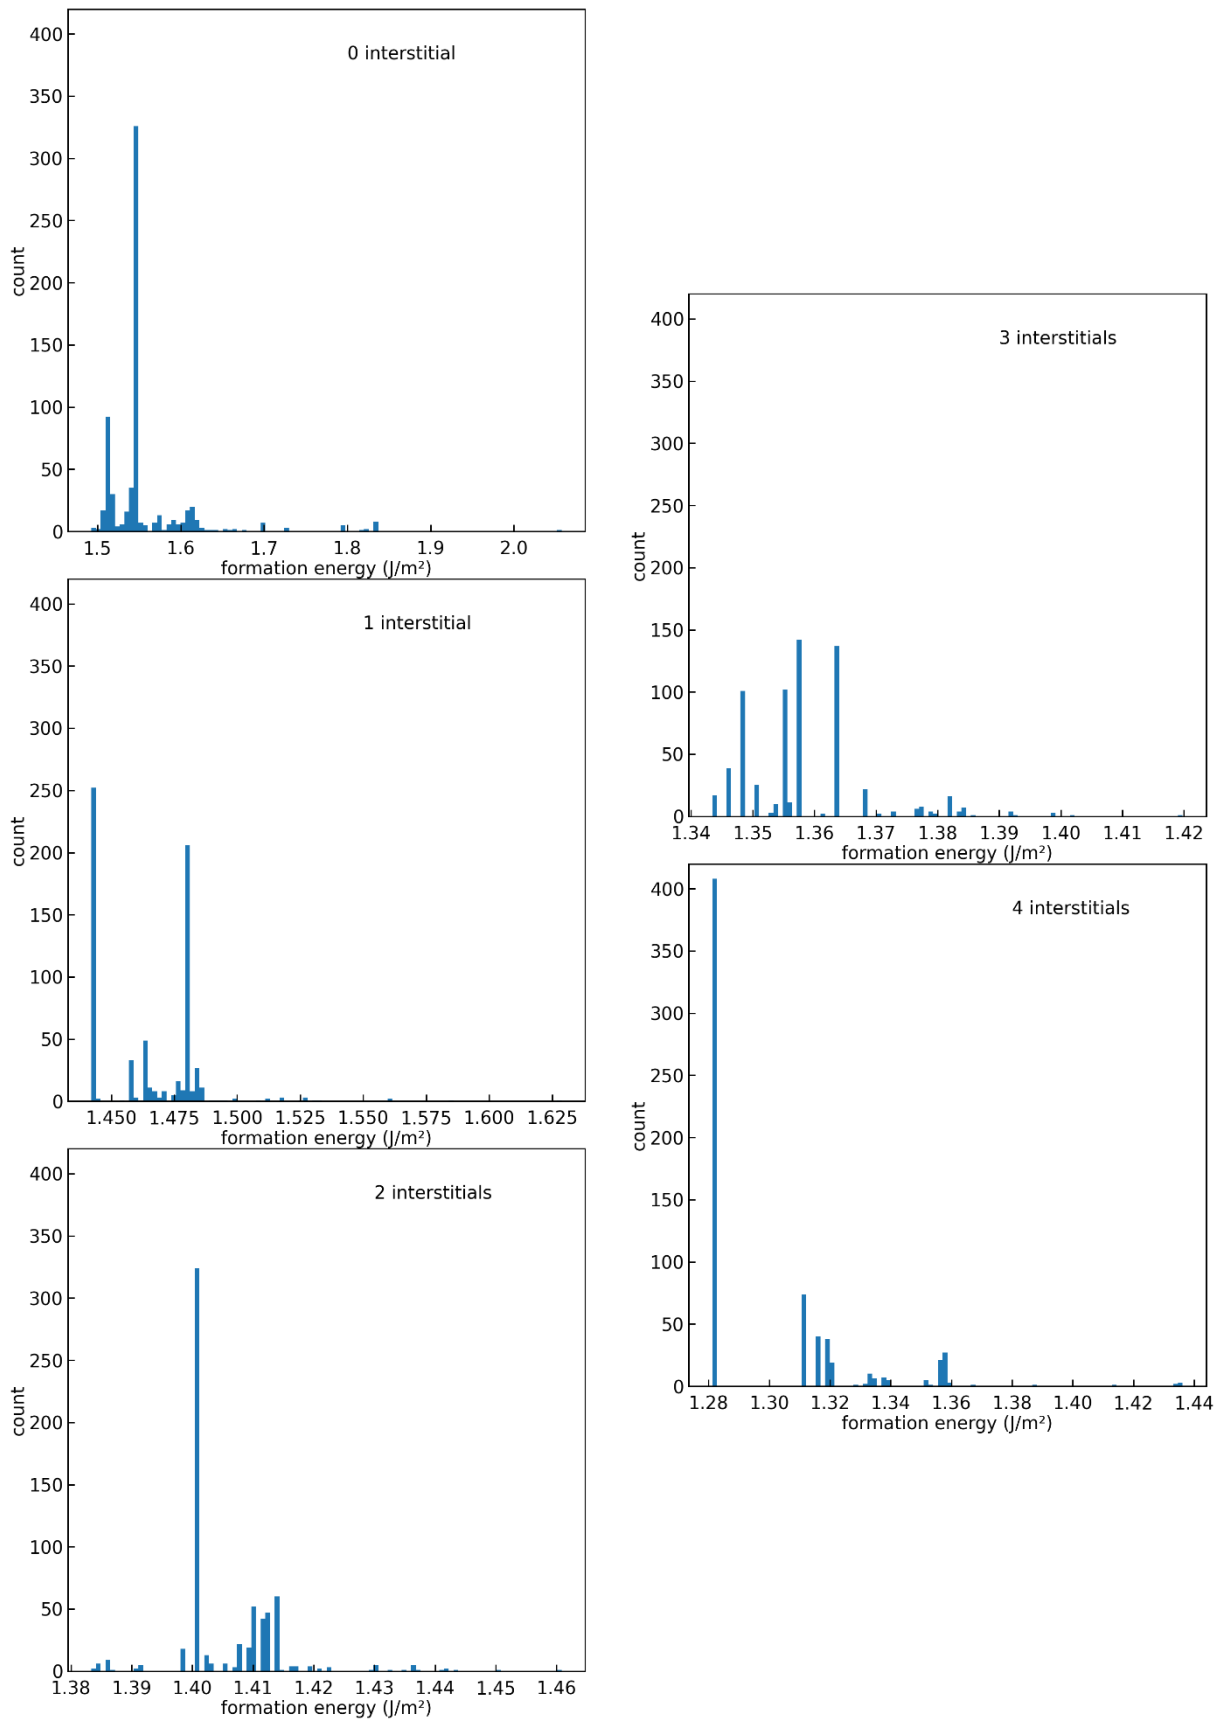 400
350
300
250
200
150
100
50
0
count
0 interstitial
1.5 1.6 1.7 1.8 1.9 2.0
formation energy (J/m²)
400
350
300
250
200
150
100
50
0
count
1 interstitial
1.450 1.475 1.500 1.525 1.550 1.575 1.600 1.625
formation energy (J/m²)
400
350
300
250
200
150
100
50
0
count
2 interstitials
1.38 1.39 1.40 1.41 1.42 1.43 1.44 1.45 1.46
formation energy (J/m²)
400
350
300
250
200
150
100
50
0
count
3 interstitials
1.34 1.35 1.36 1.37 1.38 1.39 1.40 1.41 1.42
formation energy (J/m²)
400
350
300
250
200
150
100
50
0
count
4 interstitials
1.28 1.30 1.32 1.34 1.36 1.38 1.40 1.42 1.44
formation energy (J/m²)